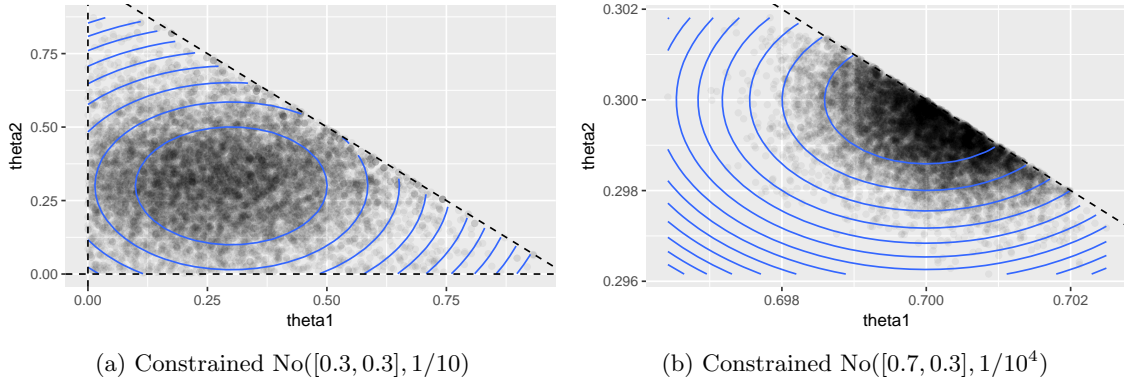 0.75
0.50
0.25
0.00
theta2
0.00
0.25
0.50
0.75
theta1
0.302
0.300
0.298
0.296
theta2
0.698
0.700
0.702
theta1
(a) Constrained No([0.3, 0.3], 1/10)
(b) Constrained No([0.7, 0.3], 1/10⁴)